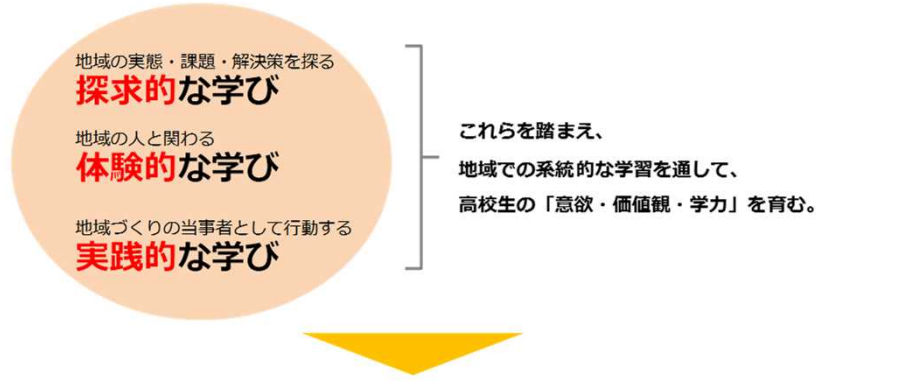 地域の実態・課題・解決策を探る
探求的な学び
地域の人と関わる
体験的な学び
地域づくりの当事者として行動する
実践的な学び
これらを踏まえ、
地域での系統的な学習を通して、
高校生の「意欲・価値観・学力」を育む。